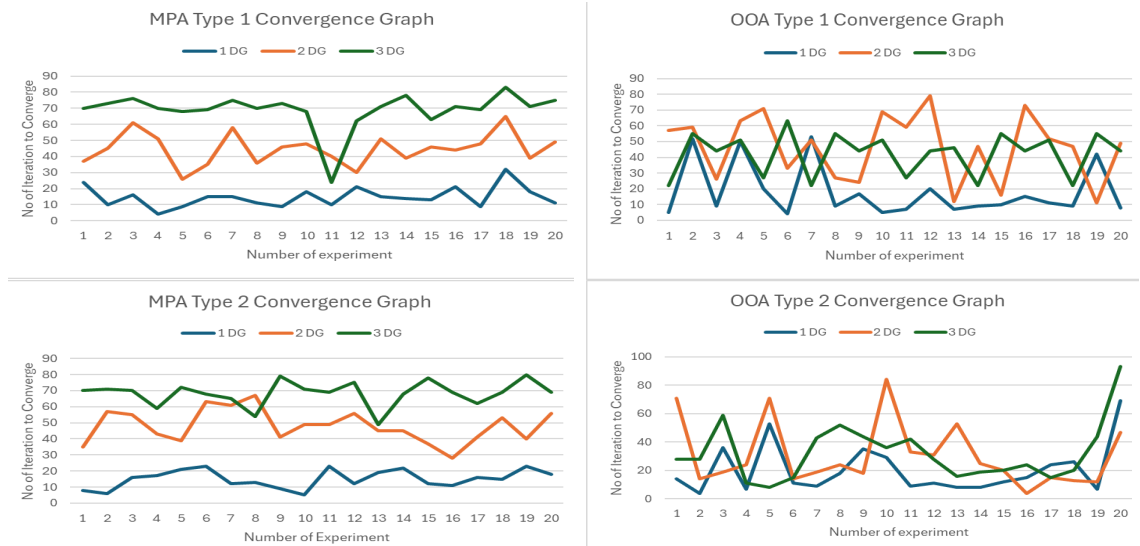 MPA Type 1 Convergence Graph
1 DG 2 DG 3 DG
No of Iteration to Converge
90
80
70
60
50
40
30
20
10
0
1 2 3 4 5 6 7 8 9 10 11 12 13 14 15 16 17 18 19 20
Number of experiment
OOA Type 1 Convergence Graph
1 DG 2 DG 3 DG
No of Iteration to Converge
90
80
70
60
50
40
30
20
10
0
1 2 3 4 5 6 7 8 9 10 11 12 13 14 15 16 17 18 19 20
Number of experiment
MPA Type 2 Convergence Graph
1 DG 2 DG 3 DG
No of Iteration to Converge
90
80
70
60
50
40
30
20
10
0
1 2 3 4 5 6 7 8 9 10 11 12 13 14 15 16 17 18 19 20
Number of Experiment
OOA Type 2 Convergence Graph
1 DG 2 DG 3 DG
No of Iteration to Converge
100
80
60
40
20
0
1 2 3 4 5 6 7 8 9 10 11 12 13 14 15 16 17 18 19 20
Number of experiment